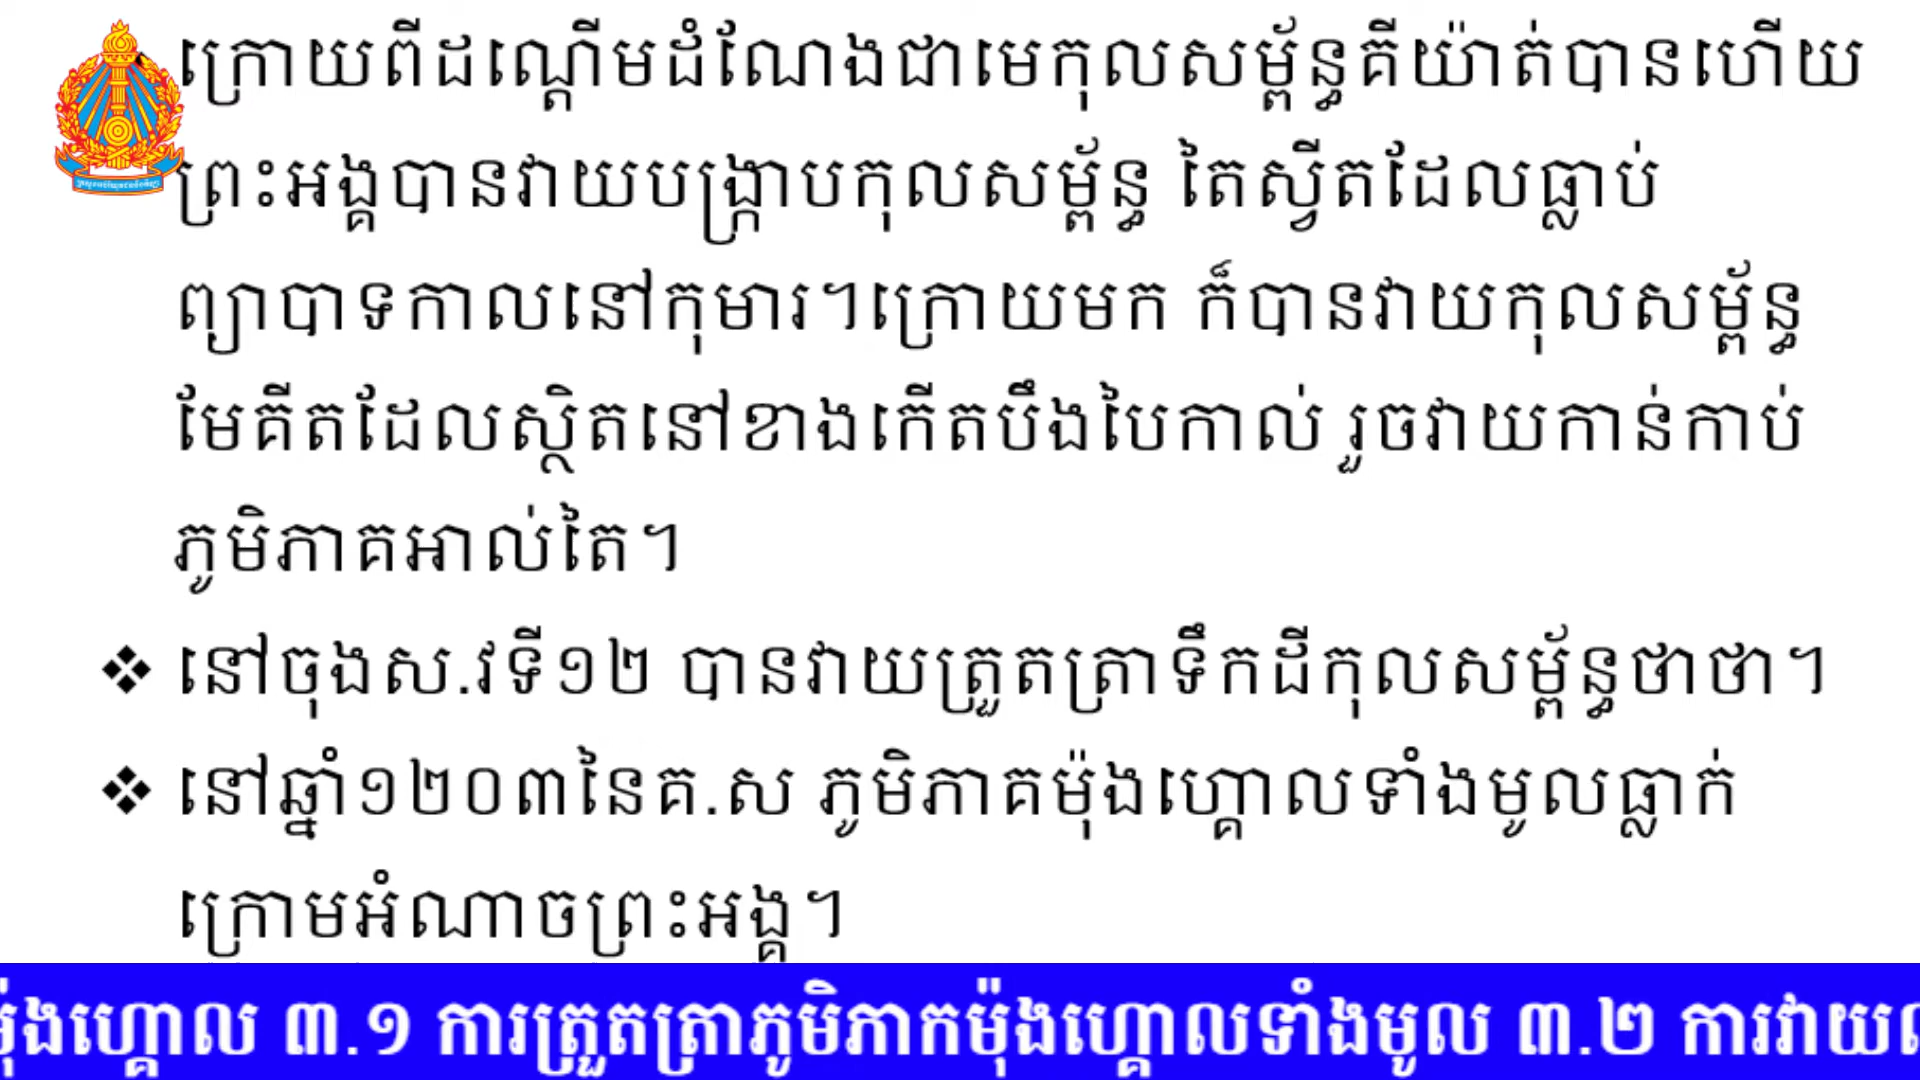 ក្រោយពីដណ្ដើមដំណែងជាមេកុលសម្ព័ន្ធគីយ៉ាត់បានហើយ
ព្រះអង្គបានវាយបង្ក្រាបកុលសម្ព័ន្ធ តៃស្វីតដែលធ្លាប់
ព្យាបាទកាលនៅកុមារ។ក្រោយមក ក៏បានវាយកុលសម្ព័ន្ធ
មែគីតដែលស្ថិតនៅខាងកើតបឹងបៃកាល់ រួចវាយកាន់កាប់
ភូមិភាគអាល់តៃ។
❖ នៅចុងស.វទី១២ បានវាយត្រួតត្រាទឹកដីកុលសម្ព័ន្ធថាថា។
❖ នៅឆ្នាំ១២០៣នៃគ.ស ភូមិភាគម៉ុងហ្គោលទាំងមូលធ្លាក់
ក្រោមអំណាចព្រះអង្គ។
ម៉ុងហ្គោល ៣.១ ការត្រួតត្រាភូមិភាកម៉ុងហ្គោលទាំងមូល ៣.២ ការវាយ